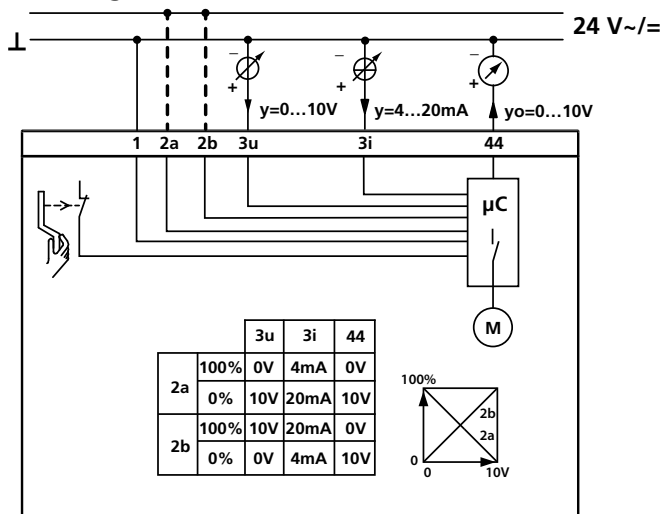 24 V~/=
⊥
– – –
+ + +
y=0...10V y=4...20mA yo=0...10V
1 2a 2b 3u 3i 44
µC
M
3u 3i 44
2a 100% 0V 4mA 0V
0% 10V 20mA 10V
2b 100% 10V 20mA 0V
0% 0V 4mA 10V
100%
2b
2a
0
0 10V